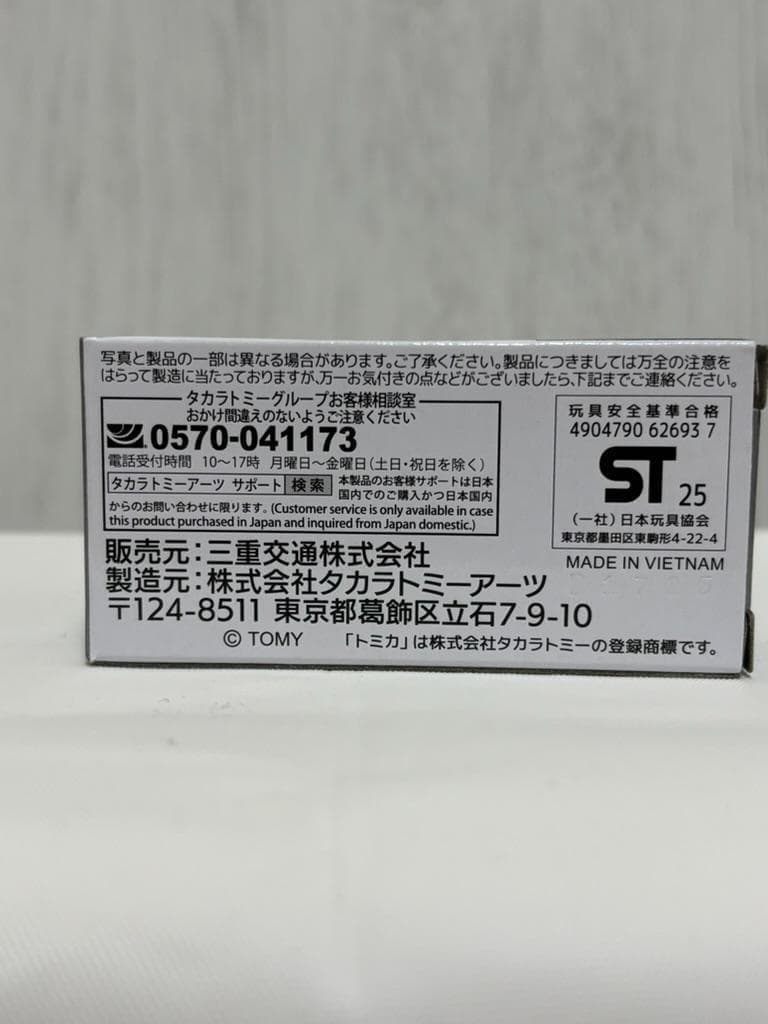 写真と製品の一部は異なる場合があります。ご了承ください。製品につきましては万全の注意を
はらって製造に当たっておりますが、万一お気付きの点などがございましたら、下記までご連絡ください。
タカラトミーグループお客様相談室
おかけ間違えのないようご注意ください
0570-041173
電話受付時間 10〜17時 月曜日〜金曜日(土日・祝日を除く)
タカラトミーアーツ サポート 検索 本製品のお客様サポートは日本
国内でのご購入かつ日本国内
からのお問い合わせに限ります。(Customer service is only available in case
this product purchased in Japan and inquired from Japan domestic.)
玩具安全基準合格
4904790 62693 7
ST 25
(一社)日本玩具協会
東京都墨田区東駒形4-22-4
MADE IN VIETNAM
販売元:三重交通株式会社
製造元:株式会社タカラトミーアーツ
〒124-8511 東京都葛飾区立石7-9-10
© TOMY 「トミカ」は株式会社タカラトミーの登録商標です。